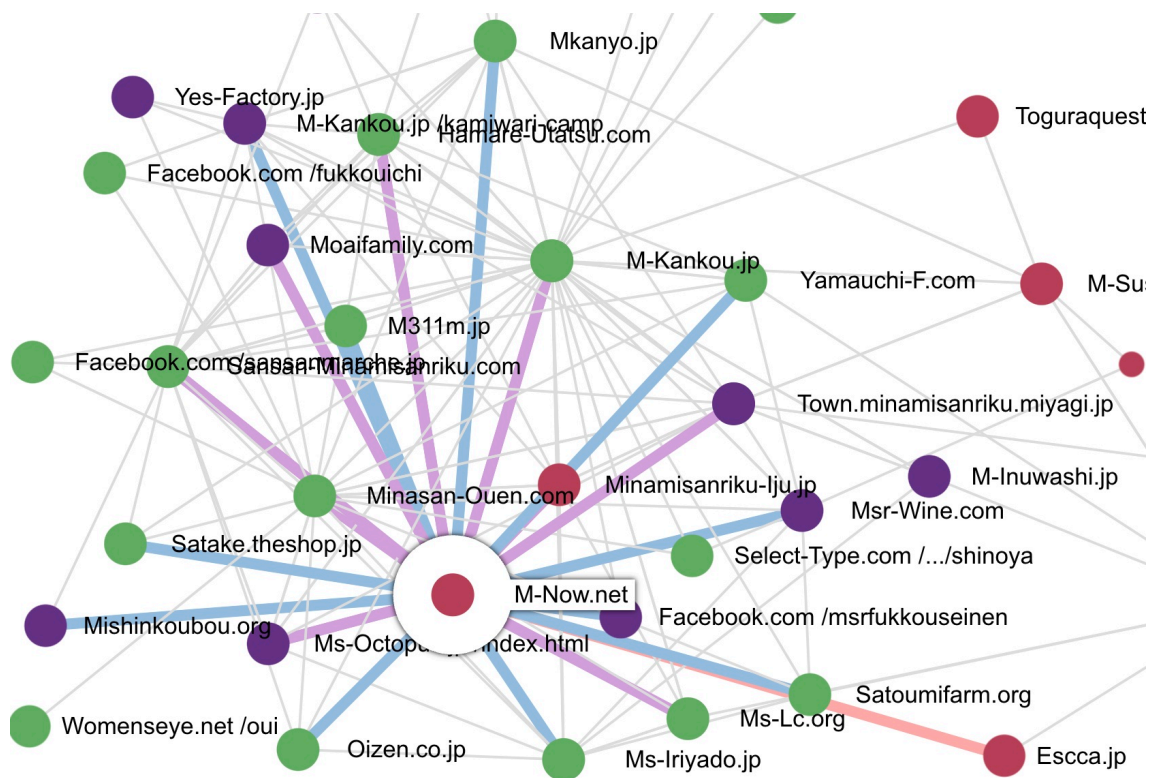 Mkanyo.jp
Yes-Factory.jp
Toguraquest
M-Kankou.jp /kamiwari-camp
Hamare-Utatsu.com
Facebook.com /fukkouichi
Moaifamily.com
M-Kankou.jp
Yamauchi-F.com
M-Sus
M311m.jp
Facebook.com /sansanmarche.jp
Sansan-Minamisanriku.com
Town.minamisanriku.miyagi.jp
M-Inuwashi.jp
Minamisanriku-Iju.jp
Minasan-Ouen.com
Msr-Wine.com
Satake.theshop.jp
Select-Type.com /.../shinoya
M-Now.net
Facebook.com /msrfukkouseinen
Mishinkoubou.org
index.html
Satoumifarm.org
Ms-Lc.org
Womenseye.net /oui
Oizen.co.jp
Ms-Iriyado.jp
Escca.jp